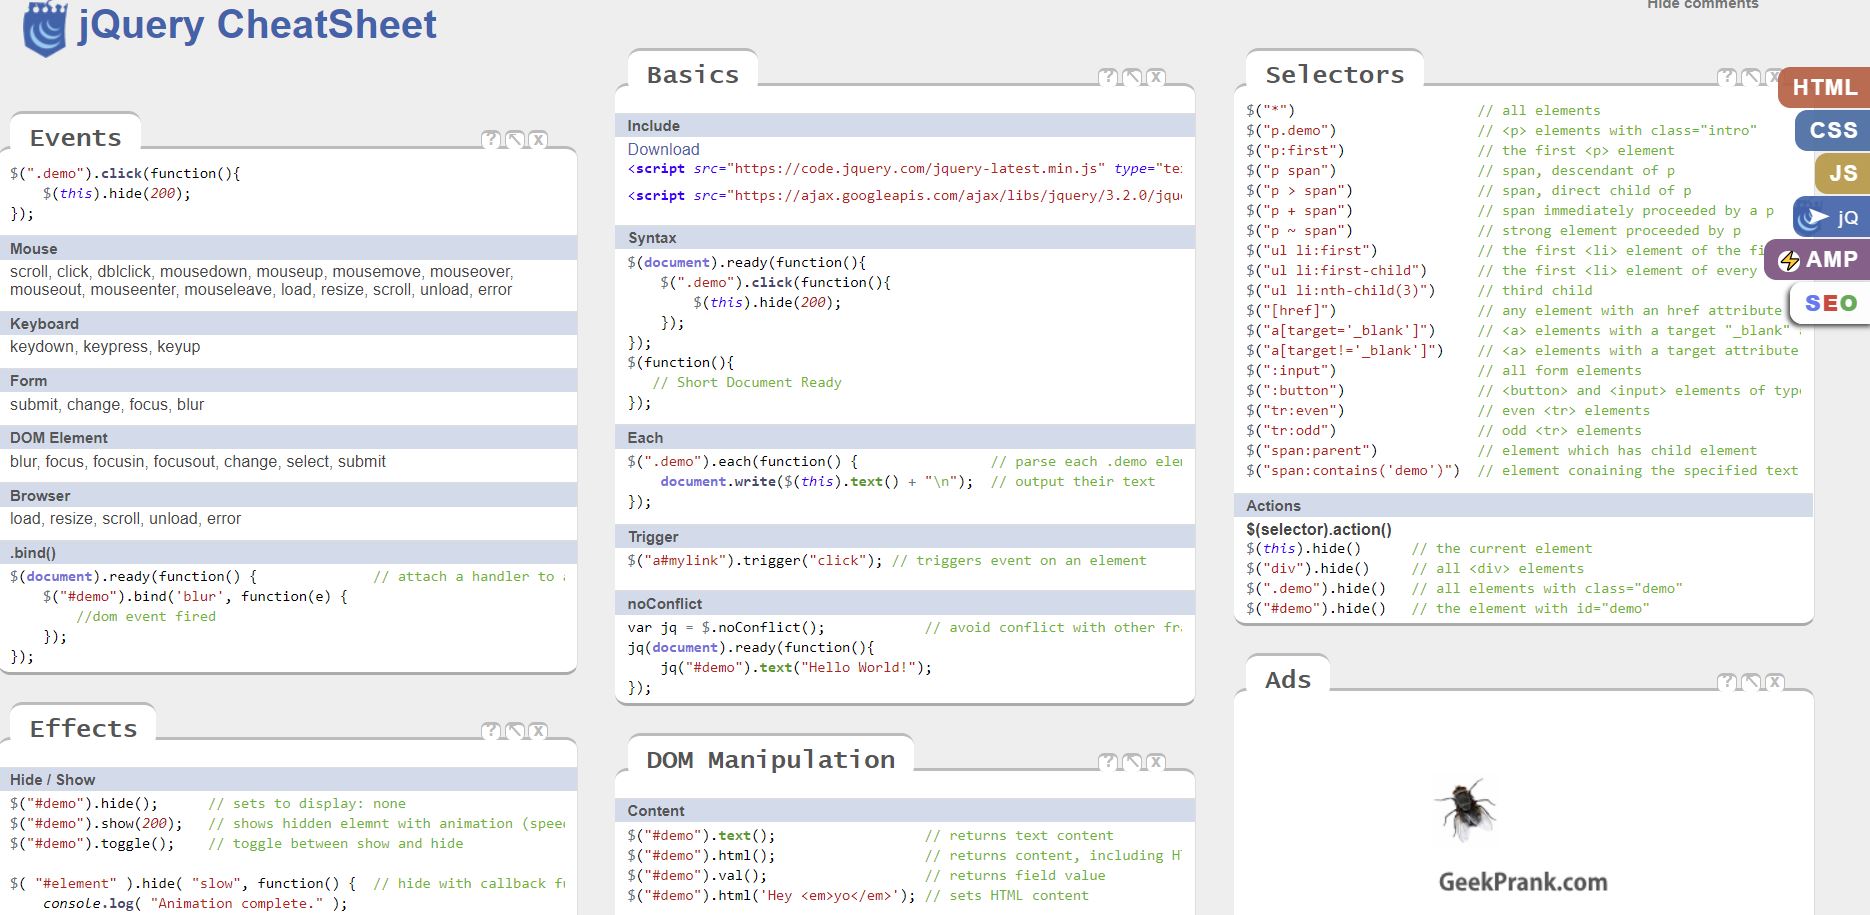 Hide comments
jQuery CheatSheet
Events
? x
$(".demo").click(function(){
$(this).hide(200);
});
Mouse
scroll, click, dblclick, mousedown, mouseup, mousemove, mouseover,
mouseout, mouseenter, mouseleave, load, resize, scroll, unload, error
Keyboard
keydown, keypress, keyup
Form
submit, change, focus, blur
DOM Element
blur, focus, focusin, focusout, change, select, submit
Browser
load, resize, scroll, unload, error
.bind()
$(document).ready(function() { // attach a handler to
$("#demo").bind('blur', function(e) {
//dom event fired
});
});
Effects
? x
Hide / Show
$("#demo").hide(); // sets to display: none
$("#demo").show(200); // shows hidden elemnt with animation (spee
$("#demo").toggle(); // toggle between show and hide
$( "#element" ).hide( "slow", function() { // hide with callback fu
console.log( "Animation complete." );
Basics
? x
Include
Download
<script src="https://code.jquery.com/jquery-latest.min.js" type="te
<script src="https://ajax.googleapis.com/ajax/libs/jquery/3.2.0/jqu
Syntax
$(document).ready(function(){
$(".demo").click(function(){
$(this).hide(200);
});
});
$(function(){
// Short Document Ready
});
Each
$(".demo").each(function() { // parse each .demo ele
document.write($(this).text() + "\n"); // output their text
});
Trigger
$("a#mylink").trigger("click"); // triggers event on an element
noConflict
var jq = $.noConflict(); // avoid conflict with other fr
jq(document).ready(function(){
jq("#demo").text("Hello World!");
});
DOM Manipulation
? x
Content
$("#demo").text(); // returns text content
$("#demo").html(); // returns content, including H
$("#demo").val(); // returns field value
$("#demo").html('Hey <em>yo</em>'); // sets HTML content
Selectors
? x
$("*") // all elements
$("p.demo") // <p> elements with class="intro"
$("p:first") // the first <p> element
$("p span") // span, descendant of p
$("p > span") // span, direct child of p
$("p + span") // span immediately proceeded by a p
$("p ~ span") // strong element proceeded by p
$("ul li:first") // the first <li> element of the fi
$("ul li:first-child") // the first <li> element of every
$("ul li:nth-child(3)") // third child
$("[href]") // any element with an href attribute
$("a[target='_blank']") // <a> elements with a target "_blank"
$("a[target!='_blank']") // <a> elements with a target attribute
$(":input") // all form elements
$(":button") // <button> and <input> elements of typ
$("tr:even") // even <tr> elements
$("tr:odd") // odd <tr> elements
$("span:parent") // element which has child element
$("span:contains('demo')") // element conaining the specified text
Actions
$(selector).action()
$(this).hide() // the current element
$("div").hide() // all <div> elements
$(".demo").hide() // all elements with class="demo"
$("#demo").hide() // the element with id="demo"
Ads
? x
GeekPrank.com
HTML
CSS
JS
jQ
AMP
SEO